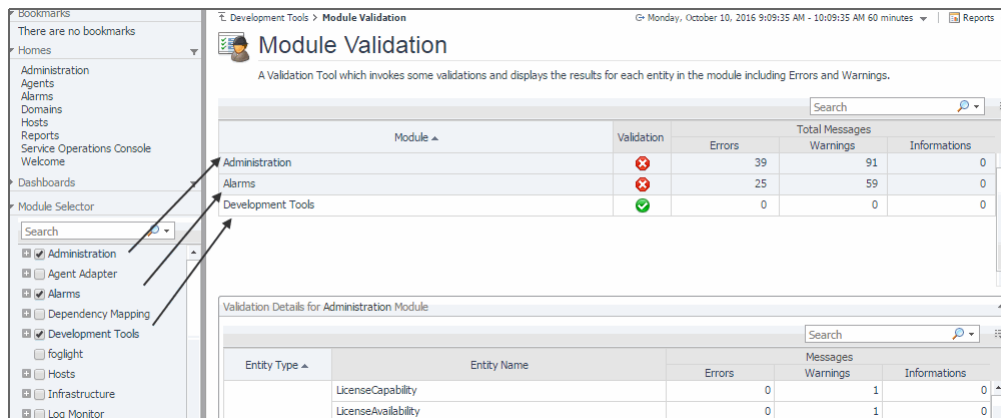 Bookmarks
There are no bookmarks
Homes
Administration
Agents
Alarms
Domains
Hosts
Reports
Service Operations Console
Welcome
Dashboards
Module Selector
Search
Administration
Agent Adapter
Alarms
Dependency Mapping
Development Tools
foglight
Hosts
Infrastructure
Log Monitor
Development Tools > Module Validation
Monday, October 10, 2016 9:09:35 AM - 10:09:35 AM 60 minutes
Reports
Module Validation
A Validation Tool which invokes some validations and displays the results for each entity in the module including Errors and Warnings.
Search
Module Validation Total Messages
Errors Warnings Informations
Administration 39 91 0
Alarms 25 59 0
Development Tools 0 0 0
Validation Details for Administration Module
Search
Entity Type Entity Name Messages
Errors Warnings Informations
LicenseCapability 0 1 0
LicenseAvailability 0 1 0